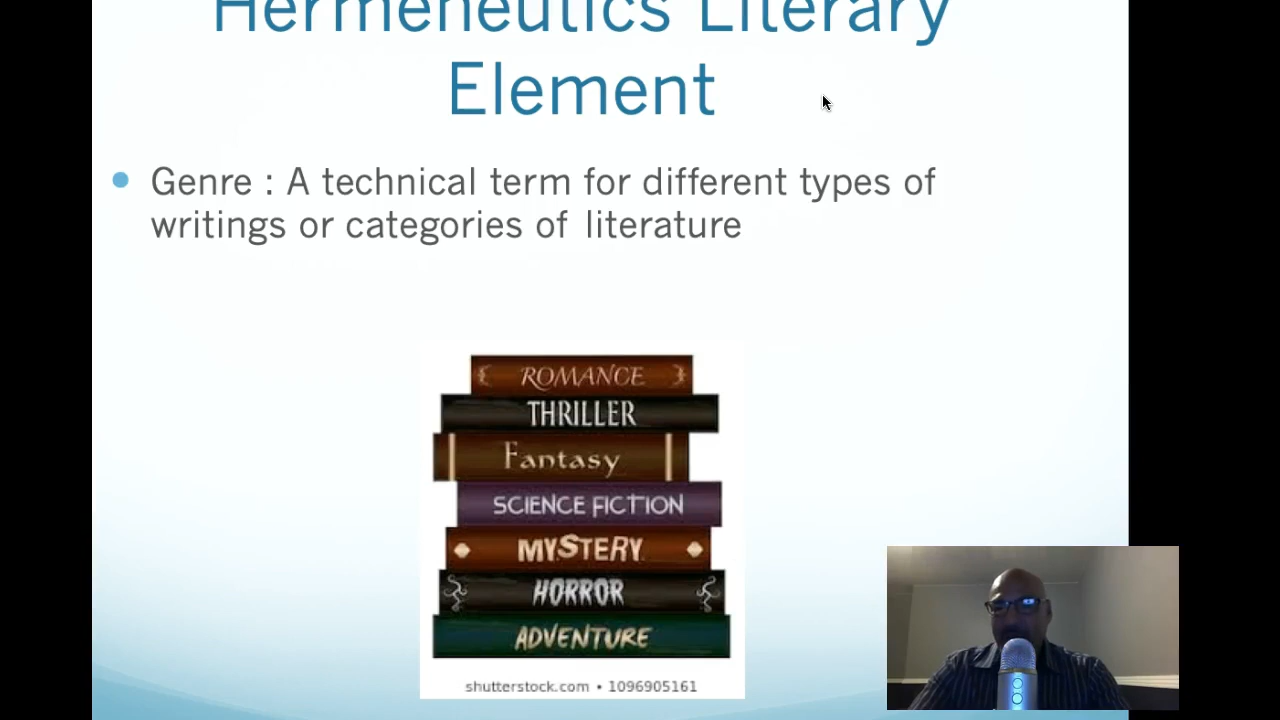 Hermeneutics Literary
Element
Genre : A technical term for different types of
writings or categories of literature
ROMANCE
THRILLER
Fantasy
SCIENCE FICTION
MYSTERY
HORROR
ADVENTURE
shutterstock.com • 1096905161